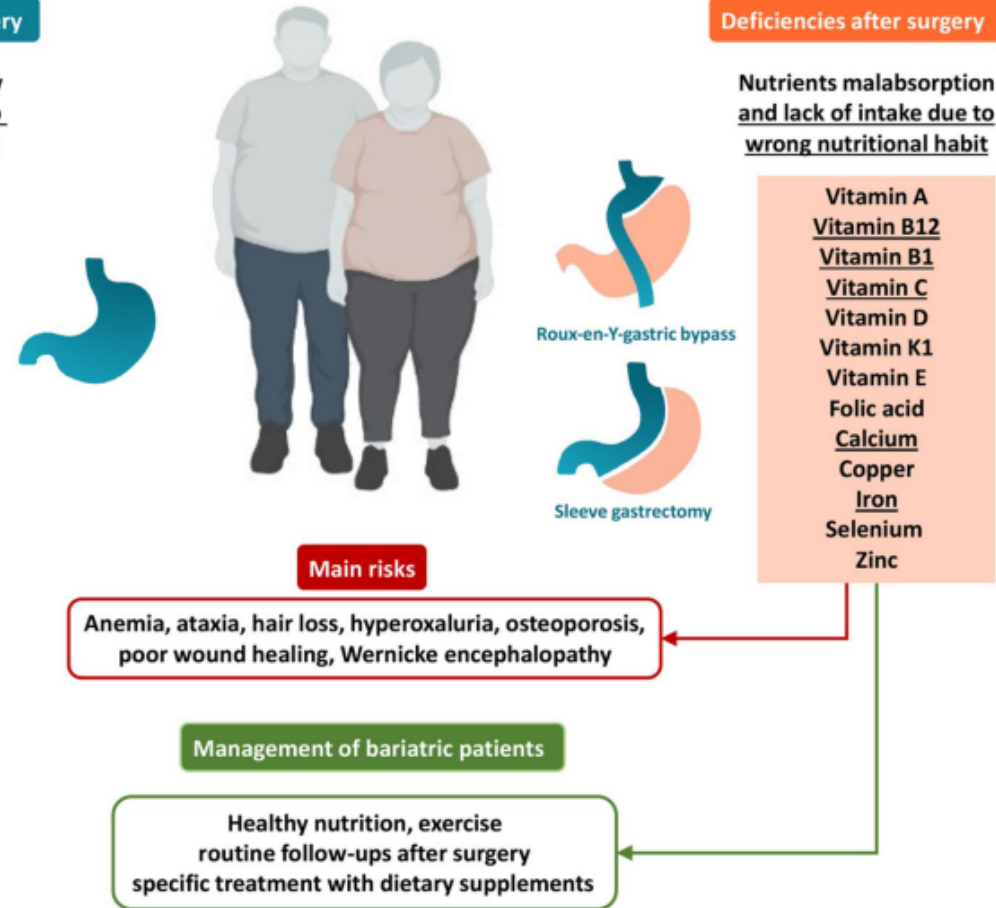 Deficiencies after surgery
Nutrients malabsorption
and lack of intake due to
wrong nutritional habit
Vitamin A
Vitamin B12
Vitamin B1
Vitamin C
Vitamin D
Vitamin K1
Vitamin E
Folic acid
Calcium
Copper
Iron
Selenium
Zinc
Roux-en-Y-gastric bypass
Sleeve gastrectomy
Main risks
Anemia, ataxia, hair loss, hyperoxaluria, osteoporosis,
poor wound healing, Wernicke encephalopathy
Management of bariatric patients
Healthy nutrition, exercise
routine follow-ups after surgery
specific treatment with dietary supplements